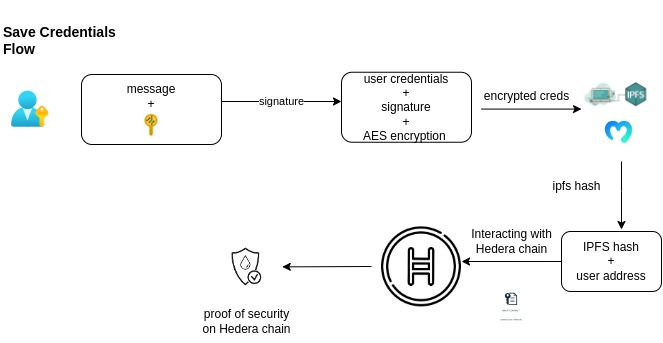 Save Credentials
Flow
message
+
signature
user credentials
+
signature
+
AES encryption
encrypted creds
IPFS
ipfs hash
IPFS hash
+
user address
Interacting with
Hedera chain
proof of security
on Hedera chain